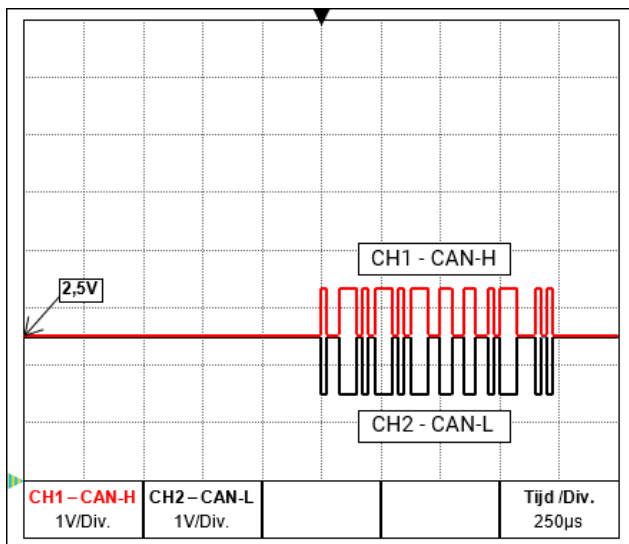 CH1 - CAN-H
2,5V
CH2 - CAN-L
CH1–CAN-H
1V/Div.
CH2–CAN-L
1V/Div.
Tijd /Div.
250µs